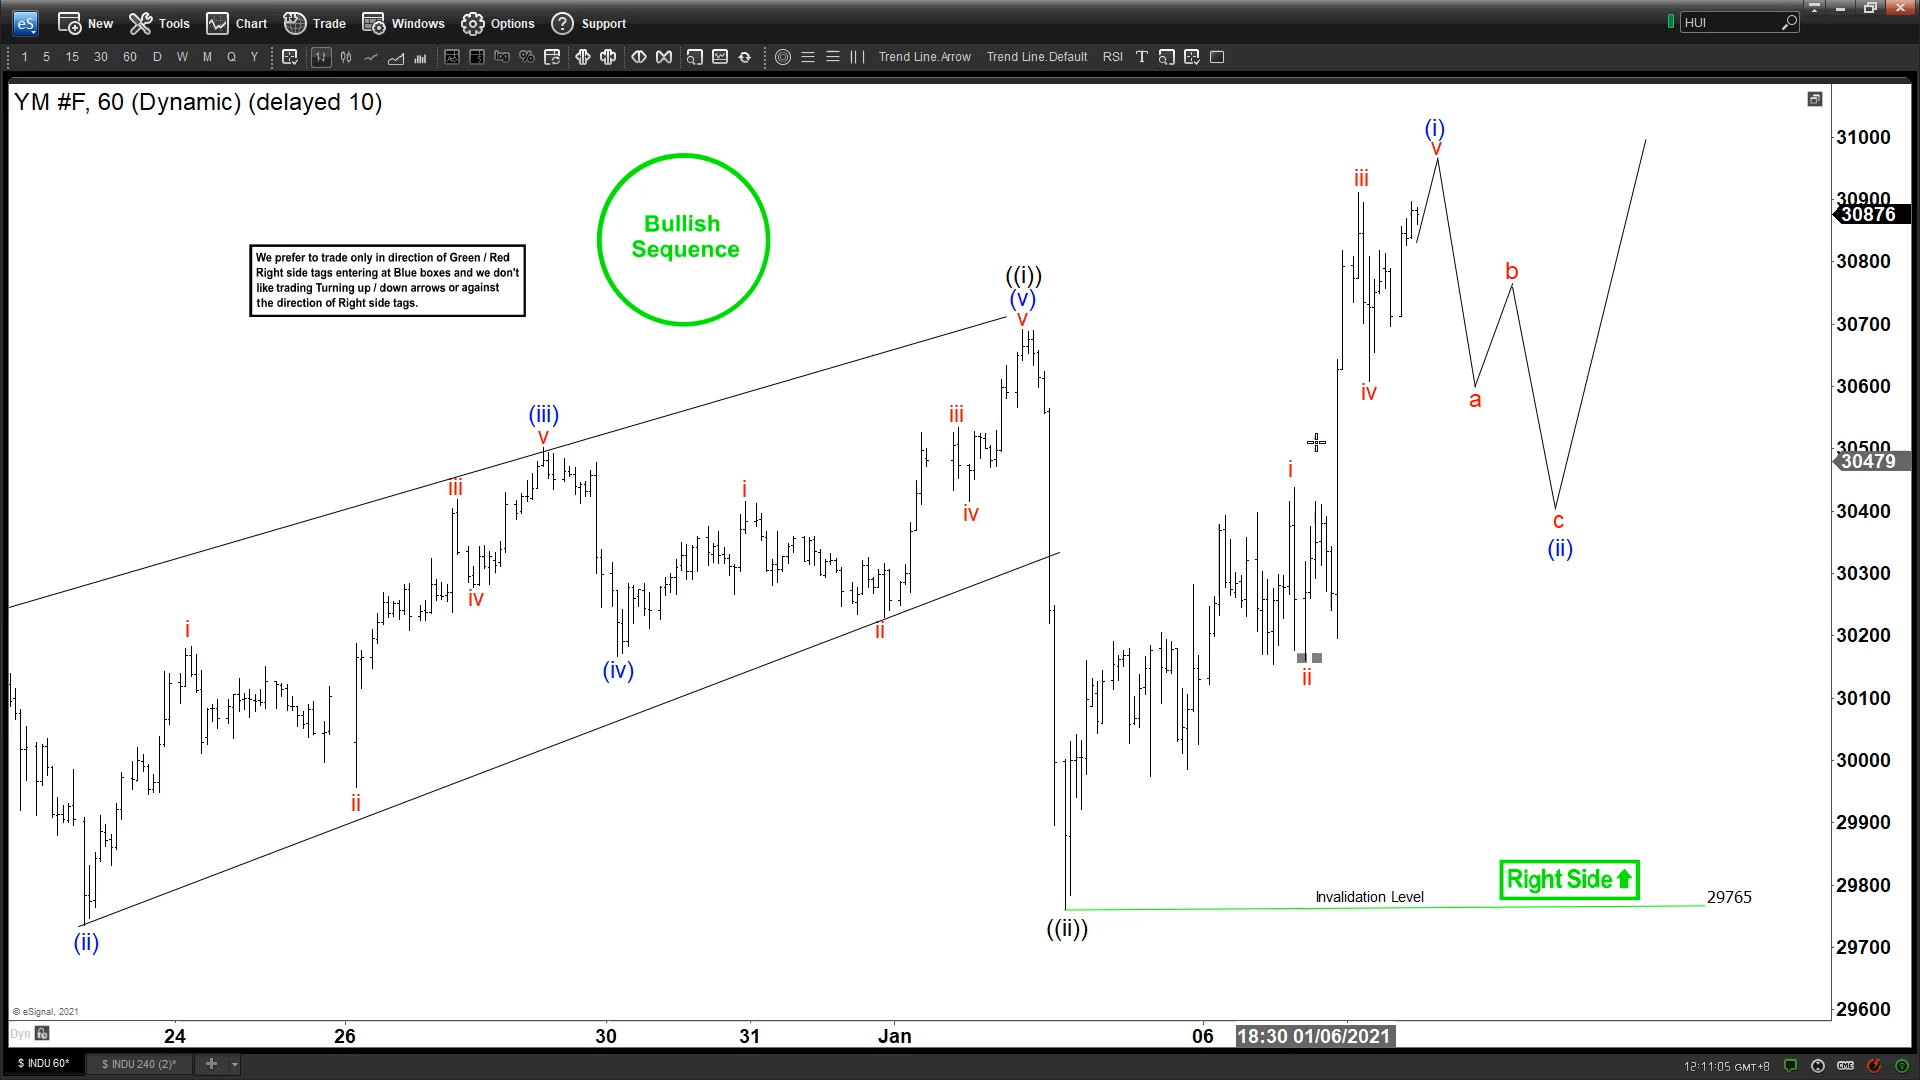 eS New Tools Chart Trade Windows Options Support HUI
1 5 15 30 60 D W M Q Y log % Trend Line.Arrow Trend Line.Default RSI T
YM #F, 60 (Dynamic) (delayed 10)
We prefer to trade only in direction of Green / Red
Right side tags entering at Blue boxes and we don't
like trading Turning up / down arrows or against
the direction of Right side tags.
Bullish
Sequence
((i))
(v)
v
(i)
v
iii
iii
(iii)
v
iii
i
iv
i
iv
i
(iv)
ii
ii
(ii)
iv
i
ii
b
a
c
(ii)
((ii))
Invalidation Level
Right Side
29765
31000
30900
30876
30800
30700
30600
30500
30479
30400
30300
30200
30100
30000
29900
29800
29700
29600
© eSignal, 2021
Dyn
24 26 30 31 Jan 06 18:30 01/06/2021
$ INDU 60* $ INDU 240 (2)* + 12:11:05 GMT+8 CME